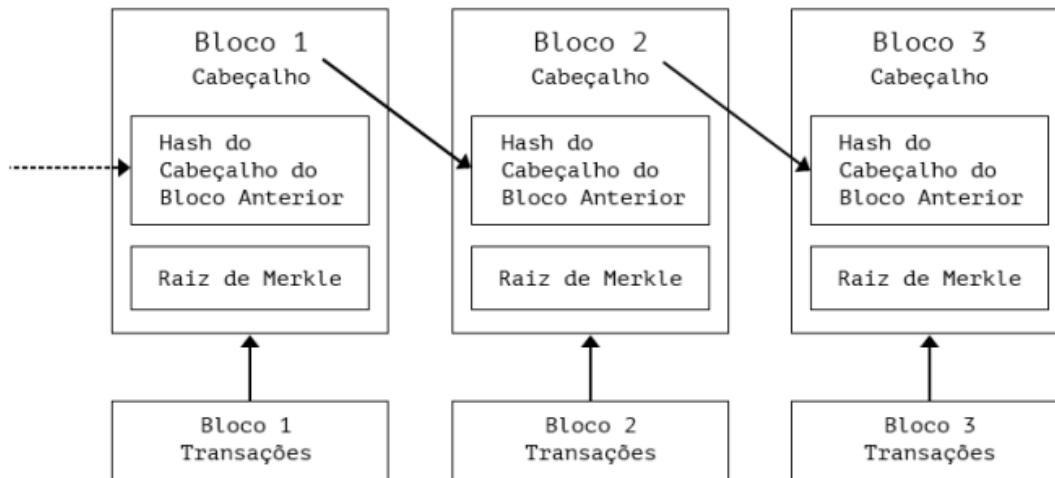 Bloco 1
Cabeçalho
Hash do
Cabeçalho do
Bloco Anterior
Raiz de Merkle
Bloco 1
Transações
Bloco 2
Cabeçalho
Hash do
Cabeçalho do
Bloco Anterior
Raiz de Merkle
Bloco 2
Transações
Bloco 3
Cabeçalho
Hash do
Cabeçalho do
Bloco Anterior
Raiz de Merkle
Bloco 3
Transações